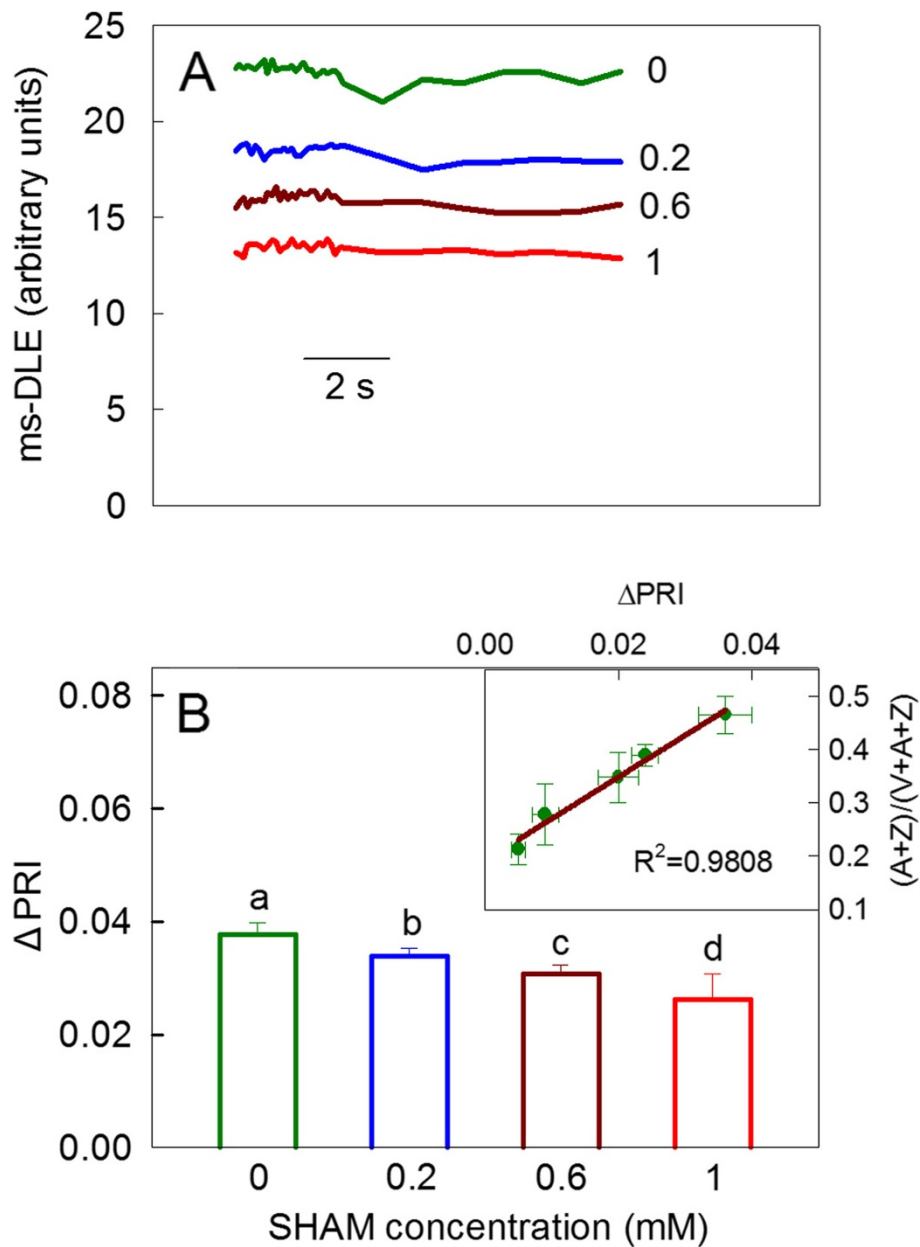 25
A
0
20
0.2
0.6
15
1
10
2 s
5
0
ms-DLE (arbitrary units)
ΔPRI
0.00 0.02 0.04
0.08
B
0.5
0.4
0.06
0.3
R²=0.9808
0.2
0.1
(A+Z)/(V+A+Z)
a
b
c
d
0.04
0.02
0.00
Δ PRI
0 0.2 0.6 1
SHAM concentration (mM)